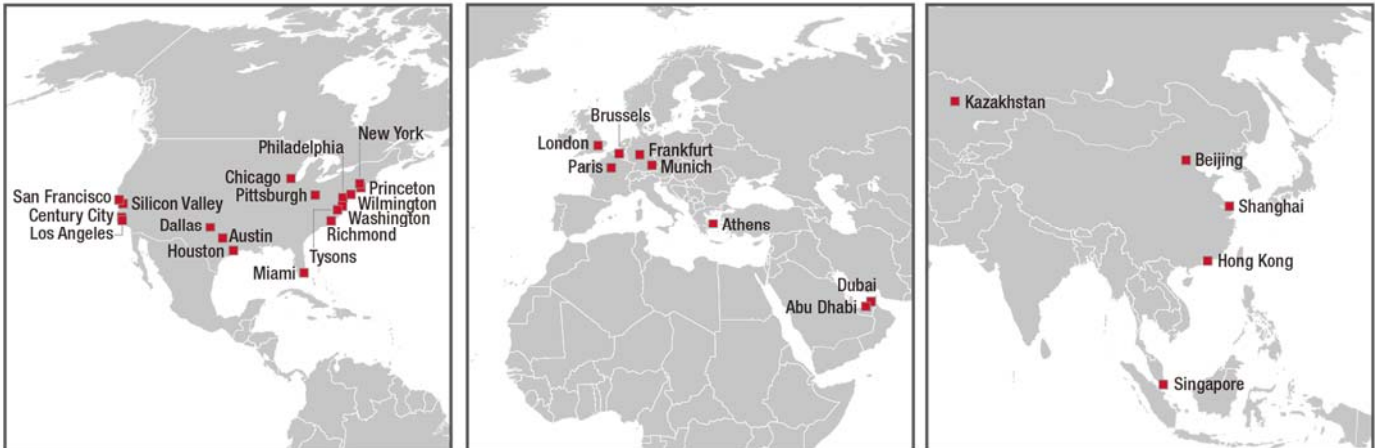 New York
Philadelphia
Chicago
Pittsburgh
Princeton
Wilmington
Washington
Richmond
San Francisco
Silicon Valley
Century City
Los Angeles
Dallas
Austin
Houston
Tysons
Miami
Brussels
London
Frankfurt
Paris
Munich
Athens
Dubai
Abu Dhabi
Kazakhstan
Beijing
Shanghai
Hong Kong
Singapore